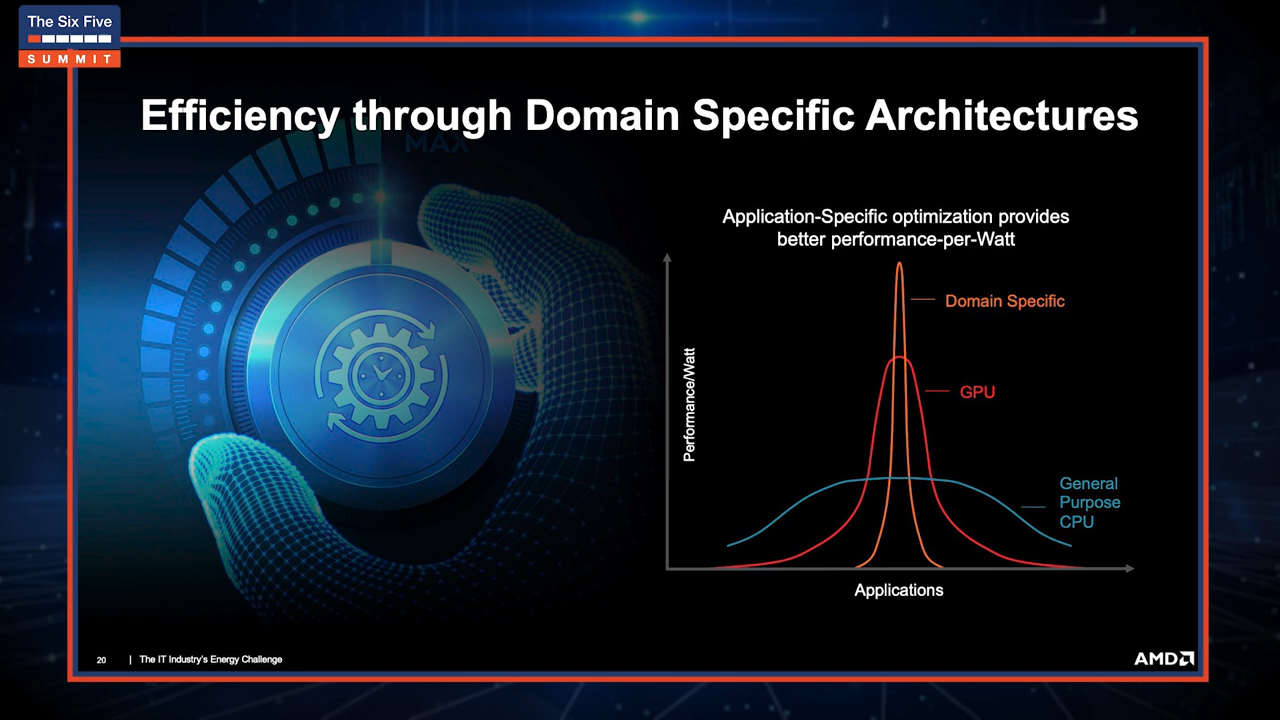 The Six Five
SUMMIT
Efficiency through Domain Specific Architectures
MAX
Application-Specific optimization provides
better performance-per-Watt
Domain Specific
GPU
General
Purpose
CPU
Performance/Watt
Applications
20 | The IT Industry's Energy Challenge
AMD